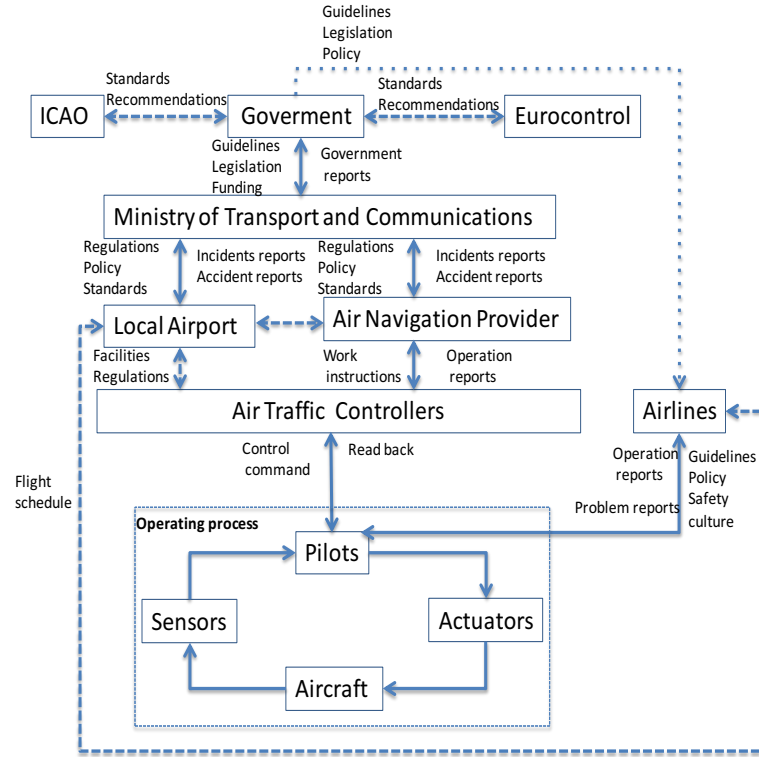 Guidelines
Legislation
Policy
Standards
Recommendations
Standards
Recommendations
ICAO
Goverment
Eurocontrol
Guidelines
Legislation
Funding
Government
reports
Ministry of Transport and Communications
Regulations
Policy
Standards
Incidents reports
Accident reports
Regulations
Policy
Standards
Incidents reports
Accident reports
Local Airport
Air Navigation Provider
Facilities
Regulations
Work
instructions
Operation
reports
Air Traffic Controllers
Airlines
Control
command
Read back
Operation
reports
Problem reports
Guidelines
Policy
Safety
culture
Flight
schedule
Operating process
Pilots
Sensors
Actuators
Aircraft